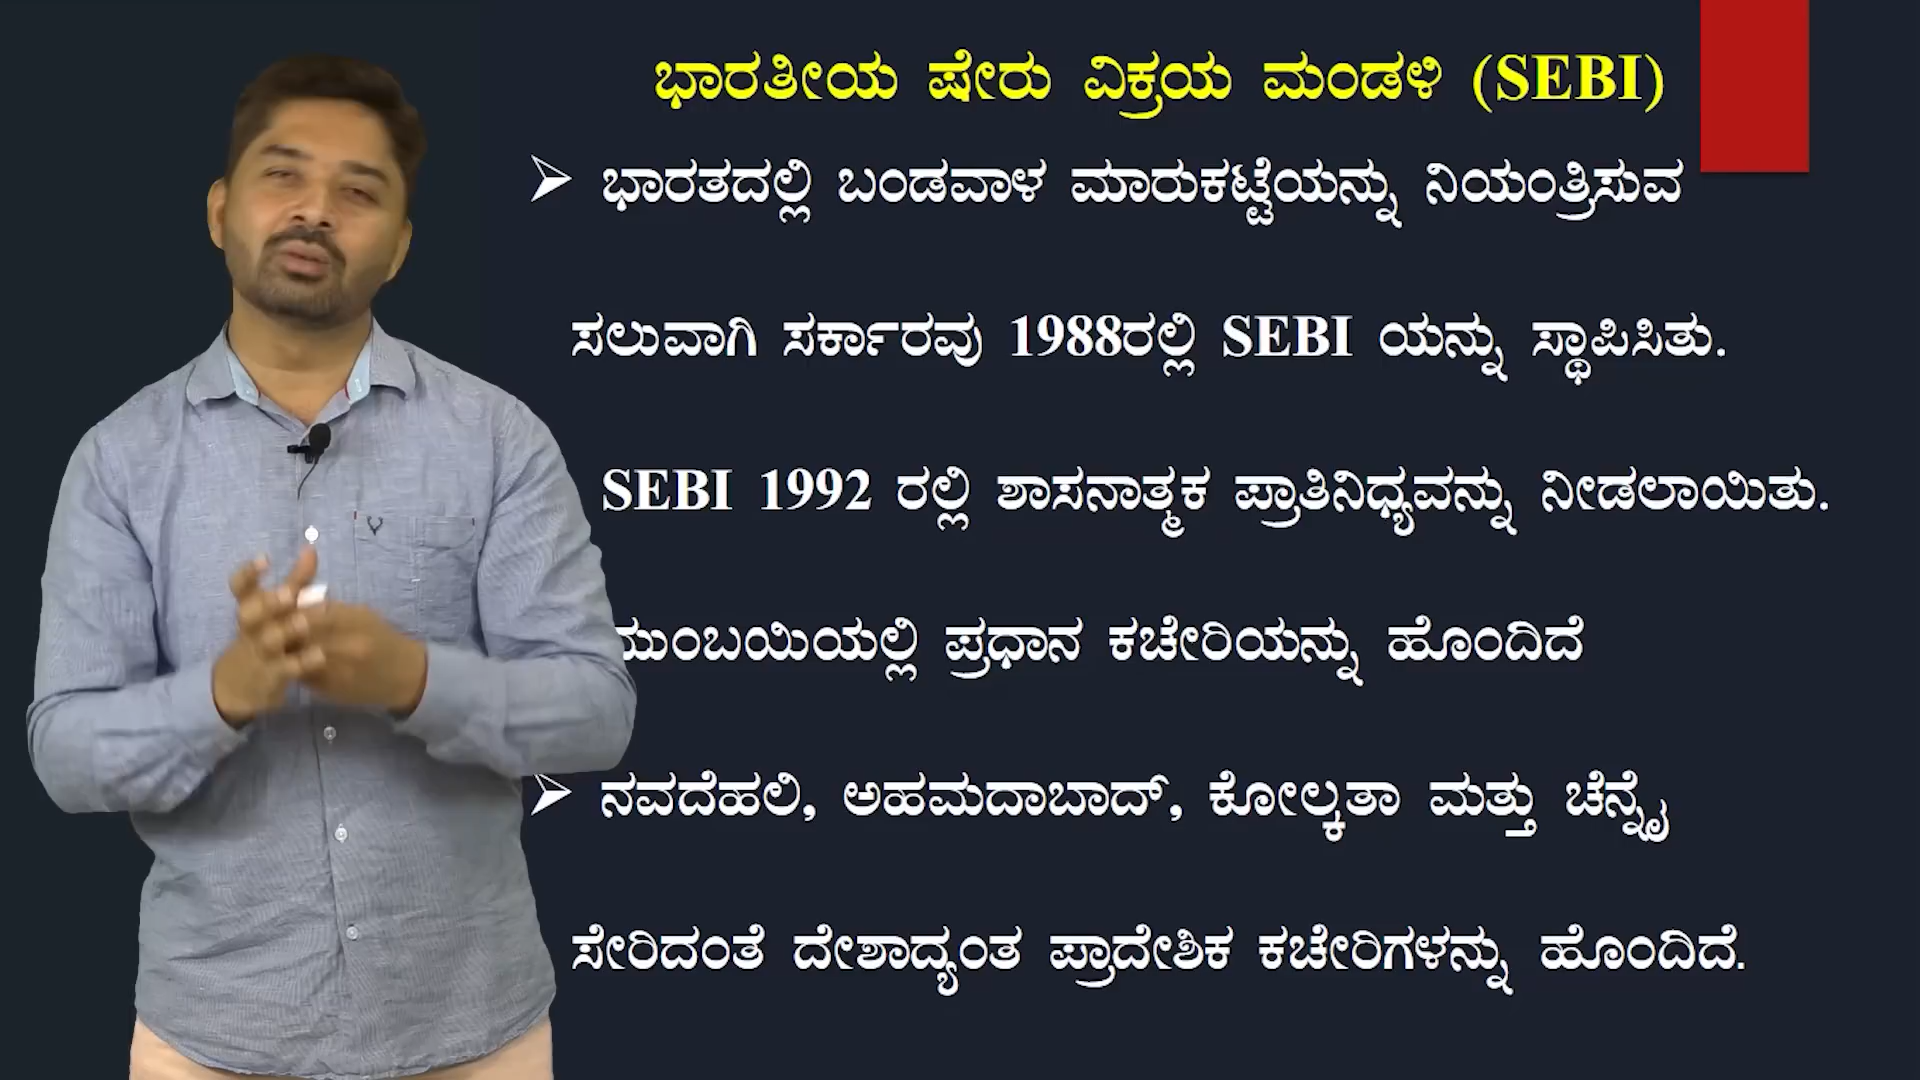 ಭಾರತೀಯ ಷೇರು ವಿಕ್ರಯ ಮಂಡಳಿ (SEBI)
ಭಾರತದಲ್ಲಿ ಬಂಡವಾಳ ಮಾರುಕಟ್ಟೆಯನ್ನು ನಿಯಂತ್ರಿಸುವ
ಸಲುವಾಗಿ ಸರ್ಕಾರವು 1988ರಲ್ಲಿ SEBI ಯನ್ನು ಸ್ಥಾಪಿಸಿತು.
SEBI 1992 ರಲ್ಲಿ ಶಾಸನಾತ್ಮಕ ಪ್ರಾತಿನಿಧ್ಯವನ್ನು ನೀಡಲಾಯಿತು.
ಮುಂಬಯಿಯಲ್ಲಿ ಪ್ರಧಾನ ಕಚೇರಿಯನ್ನು ಹೊಂದಿದೆ
ನವದೆಹಲಿ, ಅಹಮದಾಬಾದ್, ಕೋಲ್ಕತಾ ಮತ್ತು ಚೆನ್ನೈ
ಸೇರಿದಂತೆ ದೇಶಾದ್ಯಂತ ಪ್ರಾದೇಶಿಕ ಕಚೇರಿಗಳನ್ನು ಹೊಂದಿದೆ.